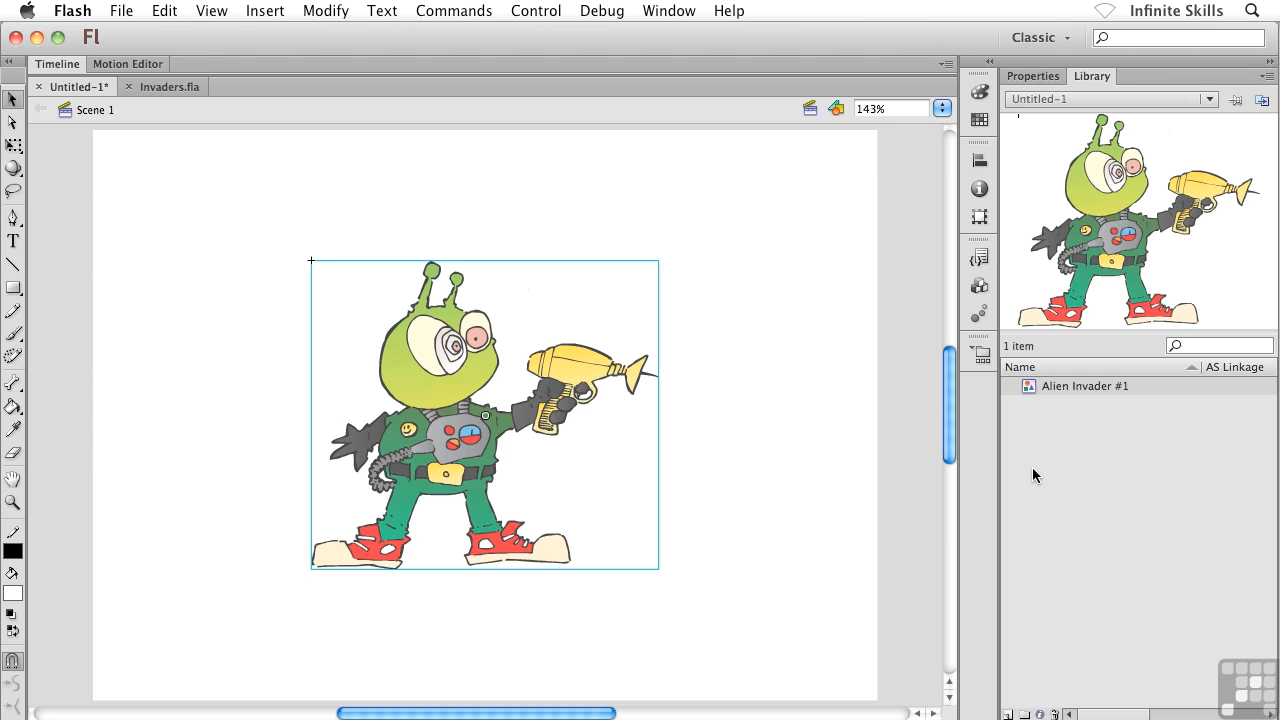 Flash File Edit View Insert Modify Text Commands Control Debug Window Help Infinite Skills
Fl Classic
Timeline Motion Editor Properties Library
Untitled-1* Invaders.fla Untitled-1
Scene 1 143%
1 item
Name AS Linkage
Alien Invader #1